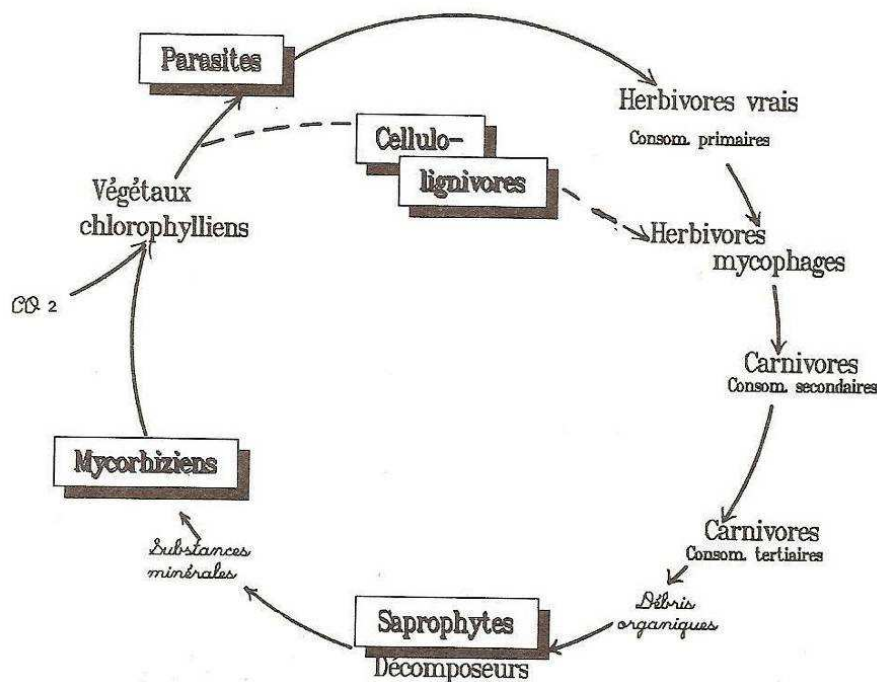 Parasites
Herbivores vrais
Consom. primaires
Cellulo-
lignivores
Végétaux
chlorophylliens
Herbivores
mycophages
CO 2
Carnivores
Consom. secondaires
Mycorhiziens
Substances
minérales
Carnivores
Consom. tertiaires
Débris
organiques
Saprophytes
Décomposeurs